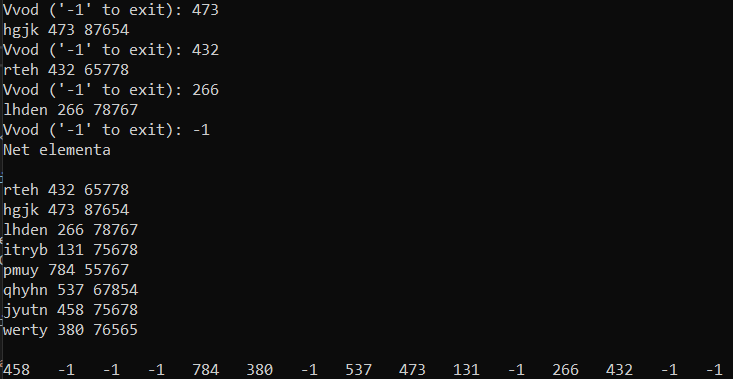 Vvod ('-1' to exit): 473
hgjk 473 87654
Vvod ('-1' to exit): 432
rteh 432 65778
Vvod ('-1' to exit): 266
lhden 266 78767
Vvod ('-1' to exit): -1
Net elementa
rteh 432 65778
hgjk 473 87654
lhden 266 78767
itryb 131 75678
pmuy 784 55767
qhyhn 537 67854
jyutn 458 75678
werty 380 76565
458 -1 -1 -1 784 380 -1 537 473 131 -1 266 432 -1 -1